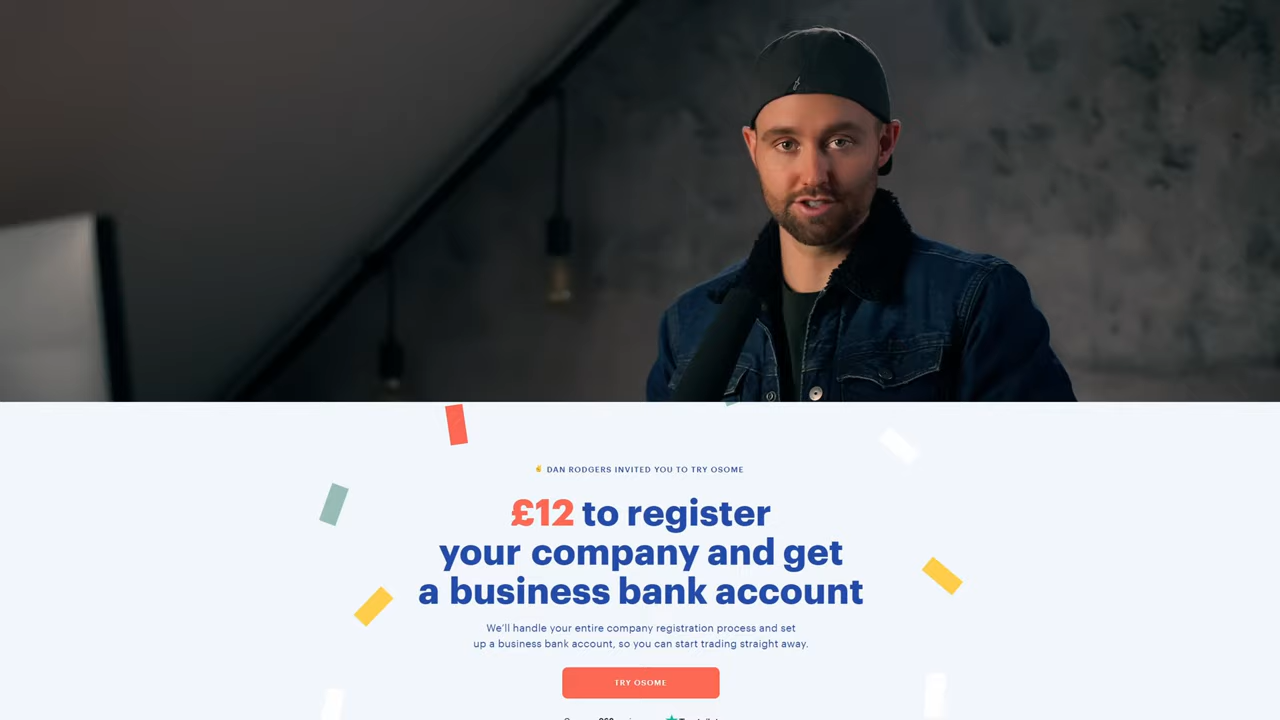 DAN RODGERS INVITED YOU TO TRY OSOME
£12 to register
your company and get
a business bank account
We'll handle your entire company registration process and set
up a business bank account, so you can start trading straight away.
TRY OSOME